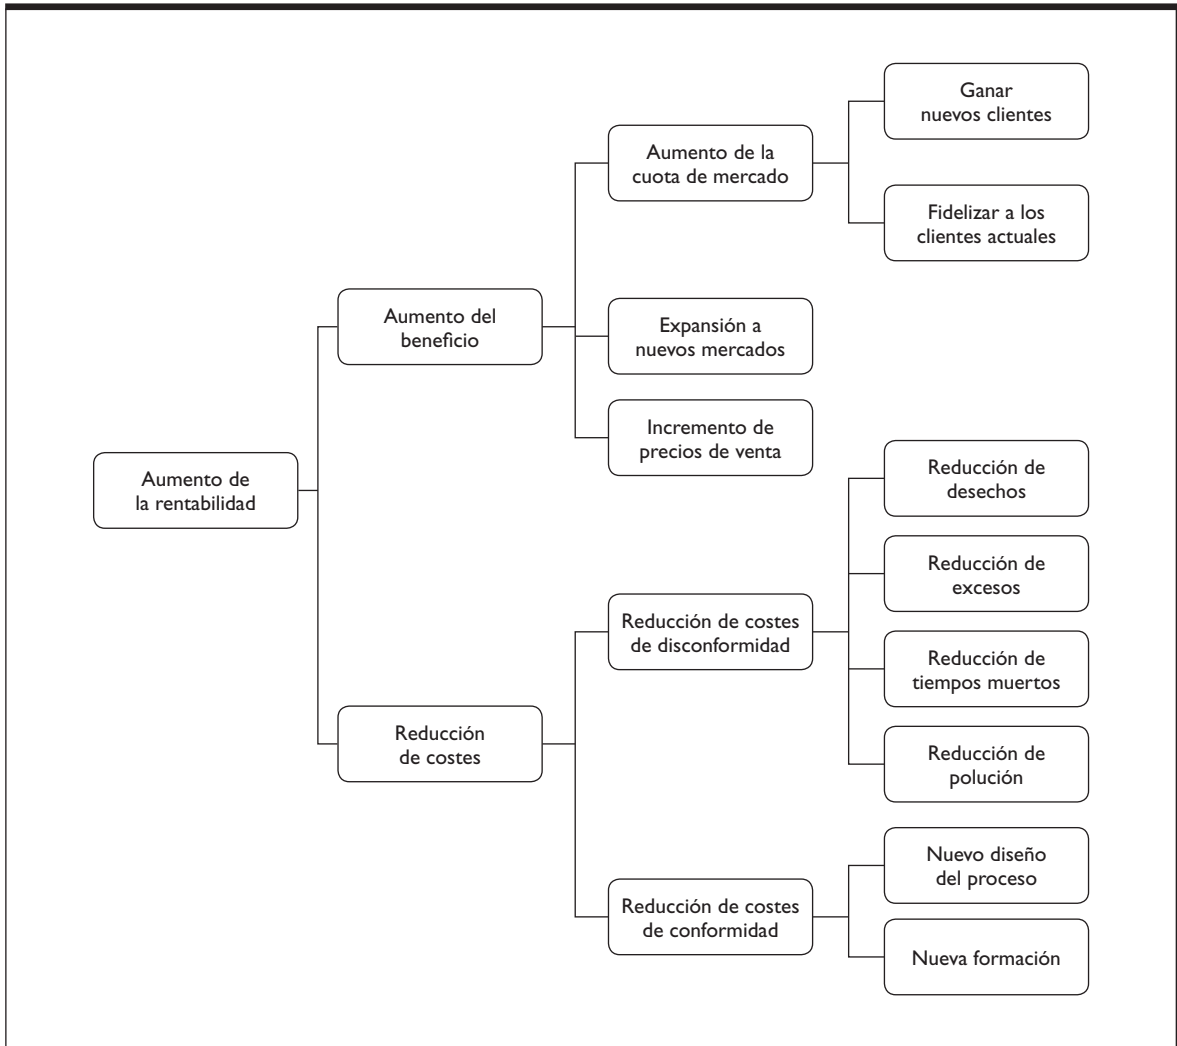 Ganar
nuevos clientes
Aumento de la
cuota de mercado
Fidelizar a los
clientes actuales
Aumento del
beneficio
Expansión a
nuevos mercados
Incremento de
precios de venta
Aumento de
la rentabilidad
Reducción de
desechos
Reducción de
excesos
Reducción de costes
de disconformidad
Reducción de
tiempos muertos
Reducción
de costes
Reducción de
polución
Nuevo diseño
del proceso
Reducción de costes
de conformidad
Nueva formación